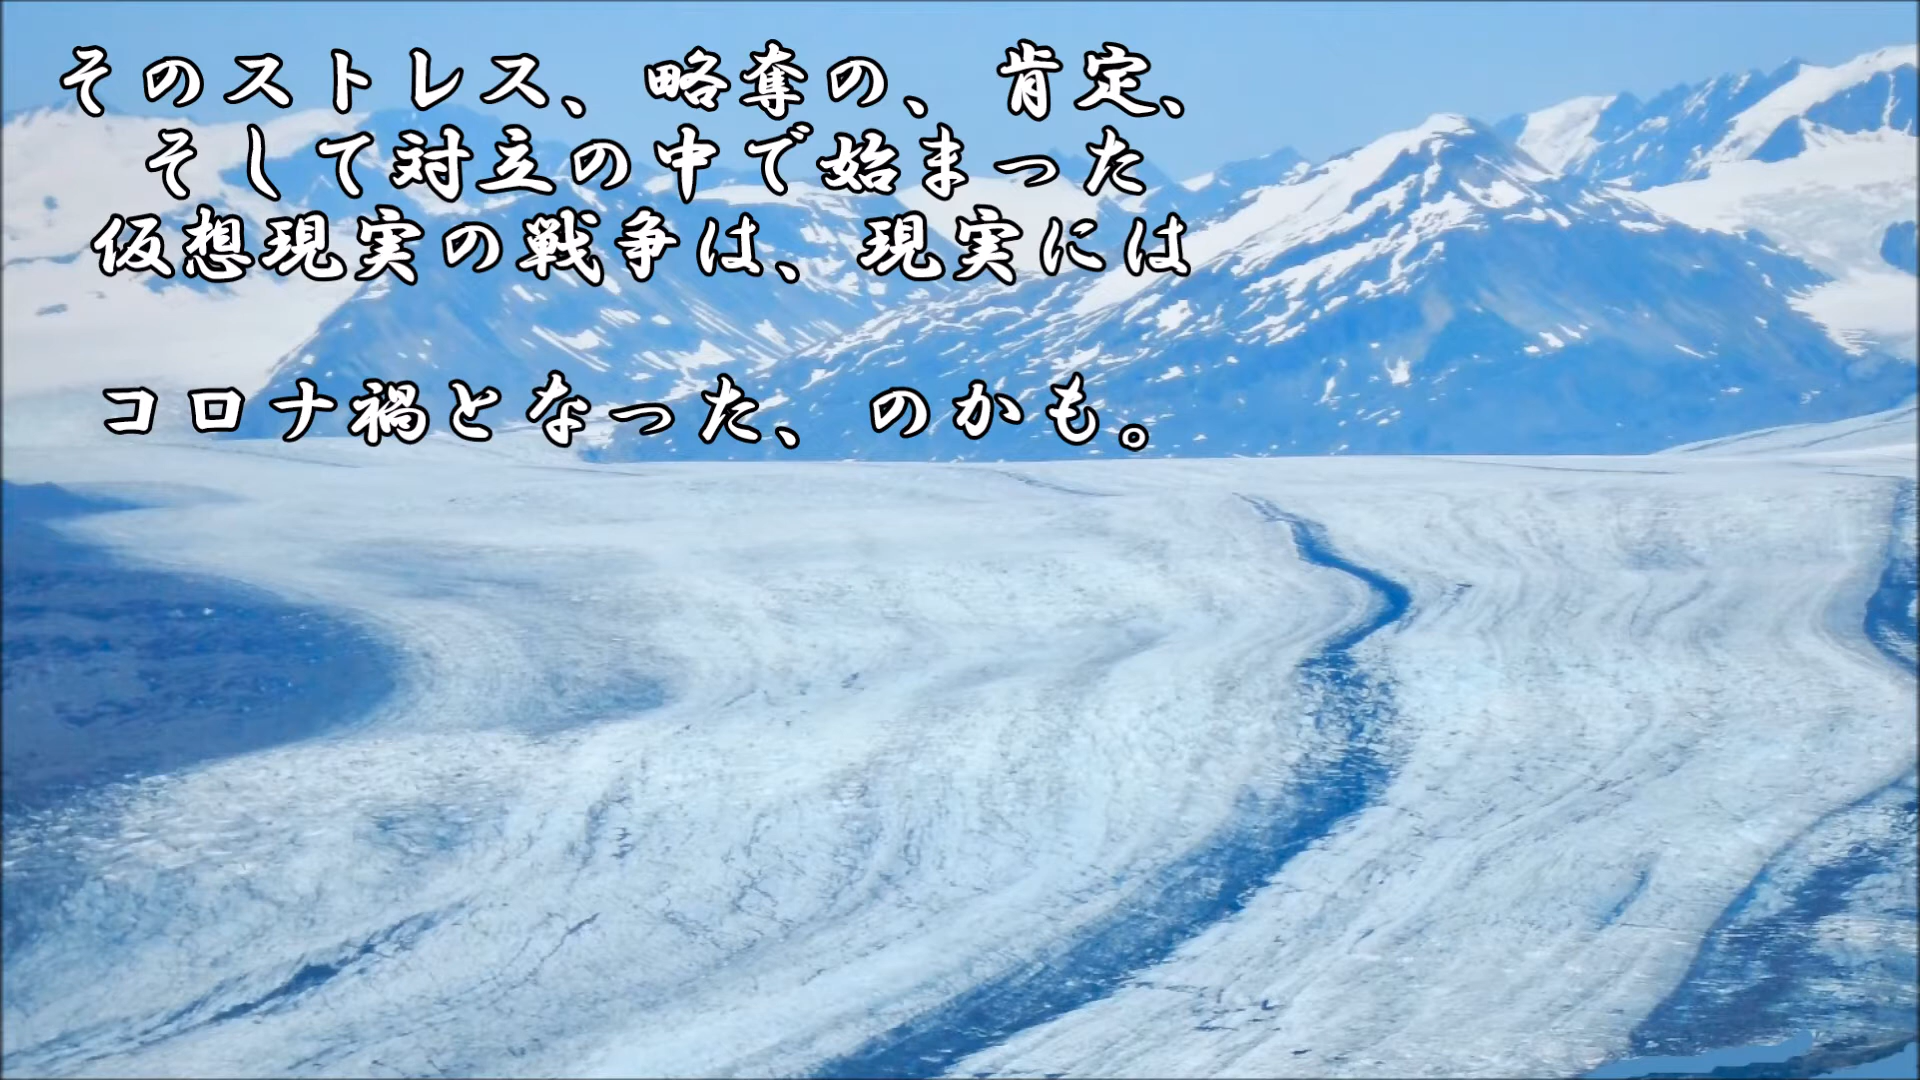 そのストレス、略奪の、肯定、
そして対立の中で始まった
仮想現実の戦争は、現実には
コロナ禍となった、のかも。